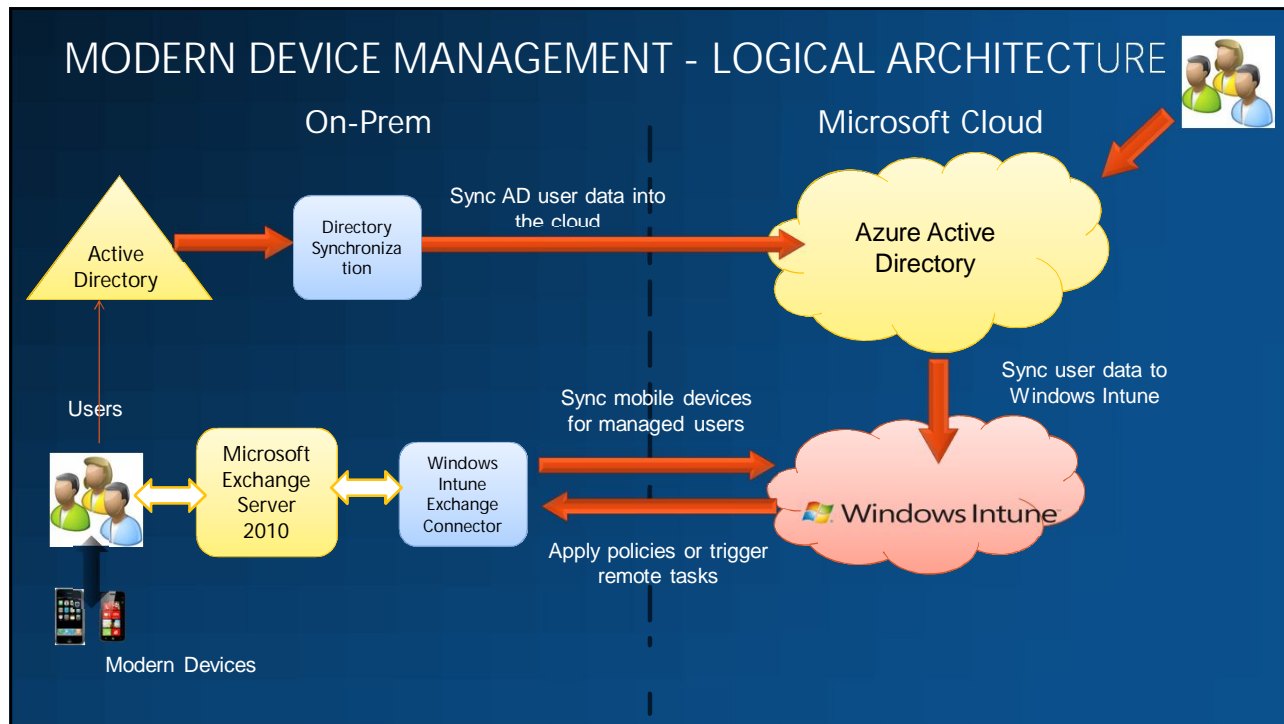 MODERN DEVICE MANAGEMENT - LOGICAL ARCHITECTURE
On-Prem
Microsoft Cloud
Sync AD user data into
the cloud
Directory
Synchroniza
tion
Active
Directory
Azure Active
Directory
Sync user data to
Windows Intune
Users
Sync mobile devices
for managed users
Microsoft
Exchange
Server
2010
Windows
Intune
Exchange
Connector
Windows Intune
Apply policies or trigger
remote tasks
Modern Devices